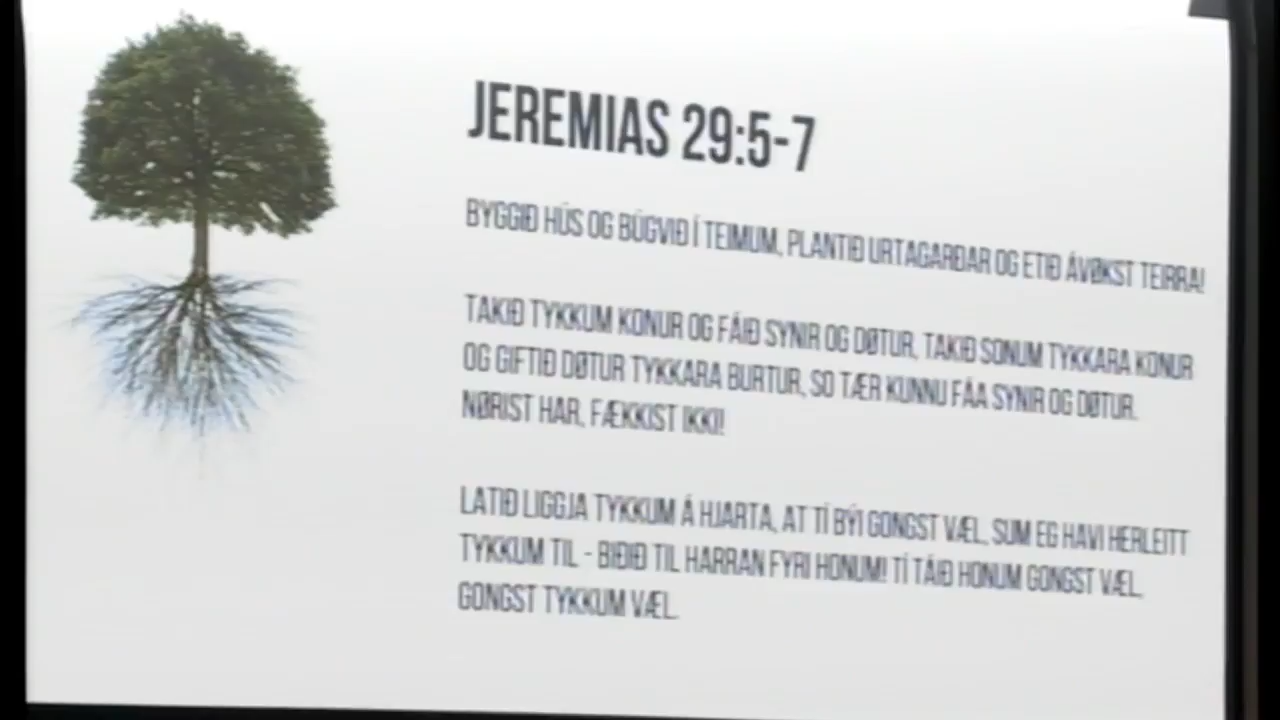 JEREMIAS 29:5-7
BYGGIÐ HÚS OG BÚGVIÐ Í TEIMUM, PLANTIÐ URTAGARÐAR OG ETIÐ ÁVØKST TEIRRA!
TAKIÐ TYKKUM KONUR OG FÁIÐ SYNIR OG DØTUR, TAKIÐ SONUM TYKKARA KONUR
OG GIFTIÐ DØTUR TYKKARA BURTUR, SO TÆR KUNNU FÁA SYNIR OG DØTUR.
NØRIST HAR, FÆKKIST IKKI!
LATIÐ LIGGJA TYKKUM Á HJARTA, AT TÍ BÝI GONGST VÆL, SUM EG HAVI HERLEITT
TYKKUM TIL - BIÐIÐ TIL HARRAN FYRI HONUM! TÍ TÁIÐ HONUM GONGST VÆL,
GONGST TYKKUM VÆL.